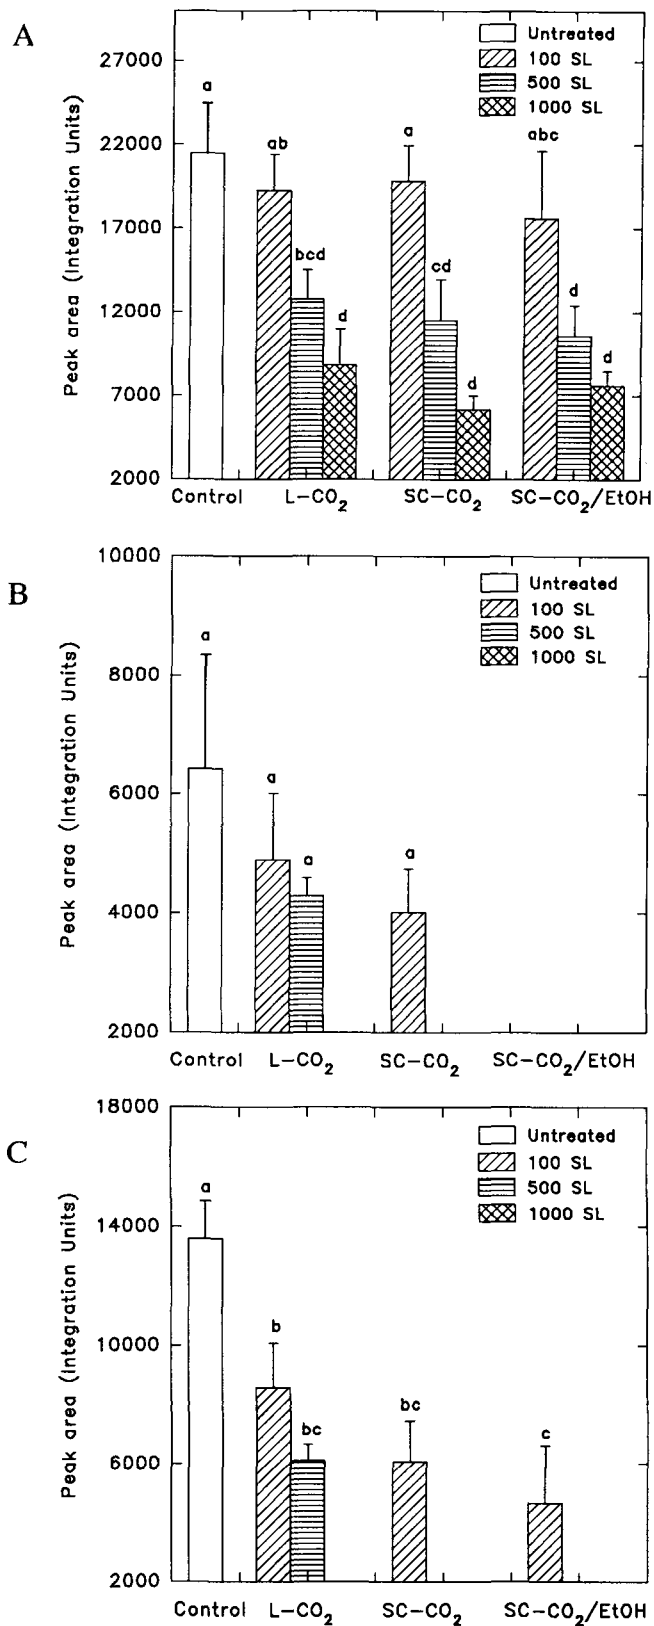 A
Peak area (Integration Units)
27000
22000
17000
12000
7000
2000
Untreated
100 SL
500 SL
1000 SL
a
ab
bcd
d
a
cd
d
abc
d
d
Control L-CO2 SC-CO2 SC-CO2/EtOH
B
Peak area (Integration Units)
10000
8000
6000
4000
2000
Untreated
100 SL
500 SL
1000 SL
a
a
a
a
Control L-CO2 SC-CO2 SC-CO2/EtOH
C
Peak area (Integration Units)
18000
14000
10000
6000
2000
Untreated
100 SL
500 SL
1000 SL
a
b
bc
bc
c
Control L-CO2 SC-CO2 SC-CO2/EtOH